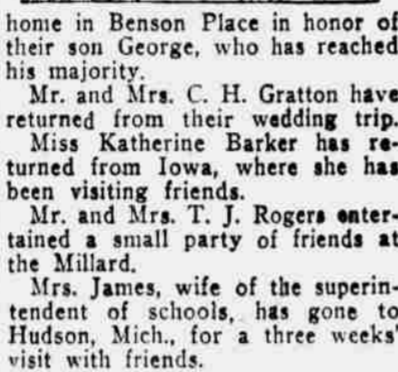 home in Benson Place in honor of
their son George, who has reached
his majority.
Mr. and Mrs. C. H. Gratton have
returned from their wedding trip.
Miss Katherine Barker has re-
turned from Iowa, where she has
been visiting friends.
Mr. and Mrs. T. J. Rogers enter-
tained a small party of friends at
the Millard.
Mrs. James, wife of the superin-
tendent of schools, has gone to
Hudson, Mich., for a three weeks'
visit with friends.